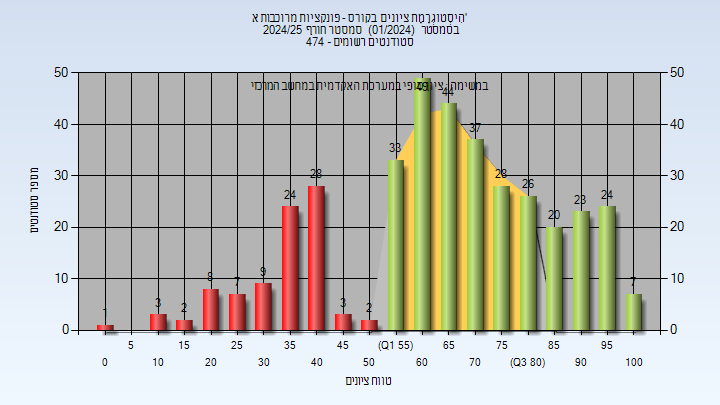 היסטוגרמת ציונים בקורס - פונקציות מרוכבות א'
בסמסטר (01/2024) סמסטר חורף 2024/25
סטודנטים רשומים - 474
במשימה: ציון סופי במערכת האקדמית במחשב המרכזי
מספר סטודנטים
50 40 30 20 10 0
1 3 2 8 7 9 24 28 3 2 33 49 44 37 28 26 20 23 24 7
50 40 30 20 10 0
5 15 25 35 45 (Q1 55) 65 75 85 95
0 10 20 30 40 50 60 70 (Q3 80) 90 100
טווח ציונים